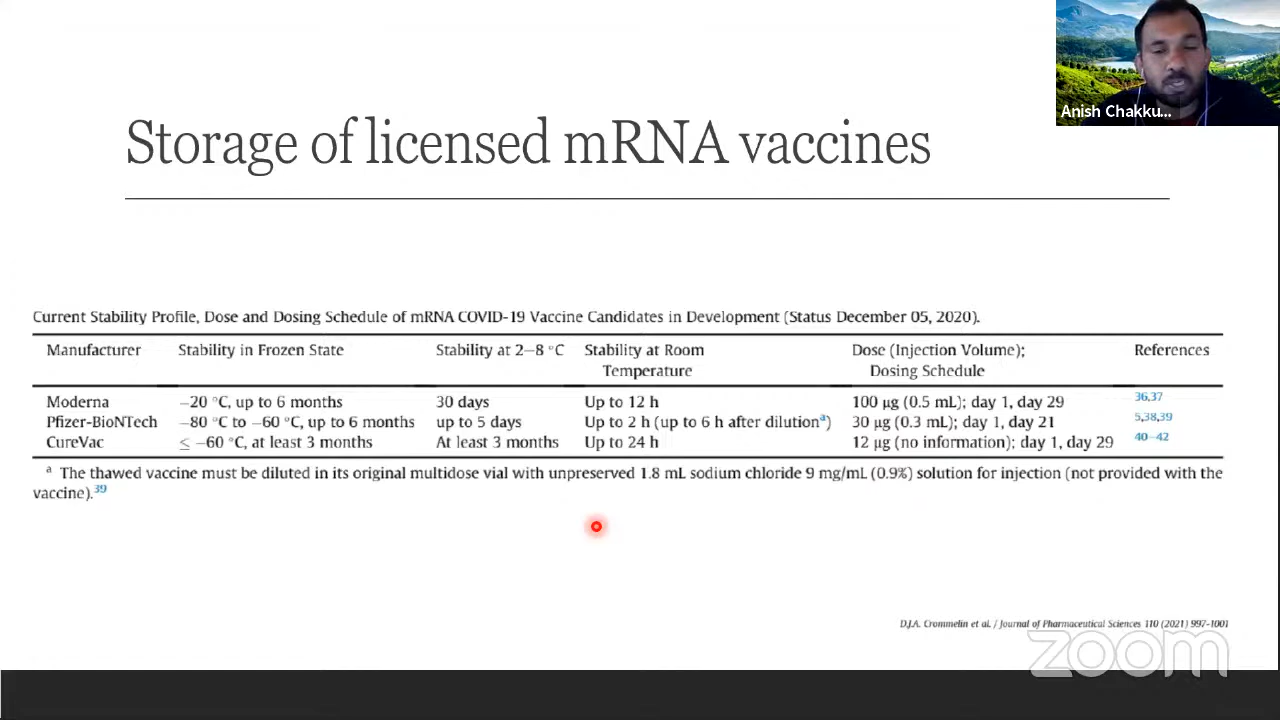 Anish Chakku...
Storage of licensed mRNA vaccines
Current Stability Profile, Dose and Dosing Schedule of mRNA COVID-19 Vaccine Candidates in Development (Status December 05, 2020).
Manufacturer Stability in Frozen State Stability at 2–8 °C Stability at Room Temperature Dose (Injection Volume); Dosing Schedule References
Moderna −20 °C, up to 6 months 30 days Up to 12 h 100 μg (0.5 mL); day 1, day 29 36,37
Pfizer-BioNTech −80 °C to −60 °C, up to 6 months up to 5 days Up to 2 h (up to 6 h after dilutionᵃ) 30 μg (0.3 mL); day 1, day 21 5,38,39
CureVac ≤ −60 °C, at least 3 months At least 3 months Up to 24 h 12 μg (no information); day 1, day 29 40–42
ᵃ The thawed vaccine must be diluted in its original multidose vial with unpreserved 1.8 mL sodium chloride 9 mg/mL (0.9%) solution for injection (not provided with the
vaccine).39
D.J.A. Crommelin et al. / Journal of Pharmaceutical Sciences 110 (2021) 997-1001
zoom